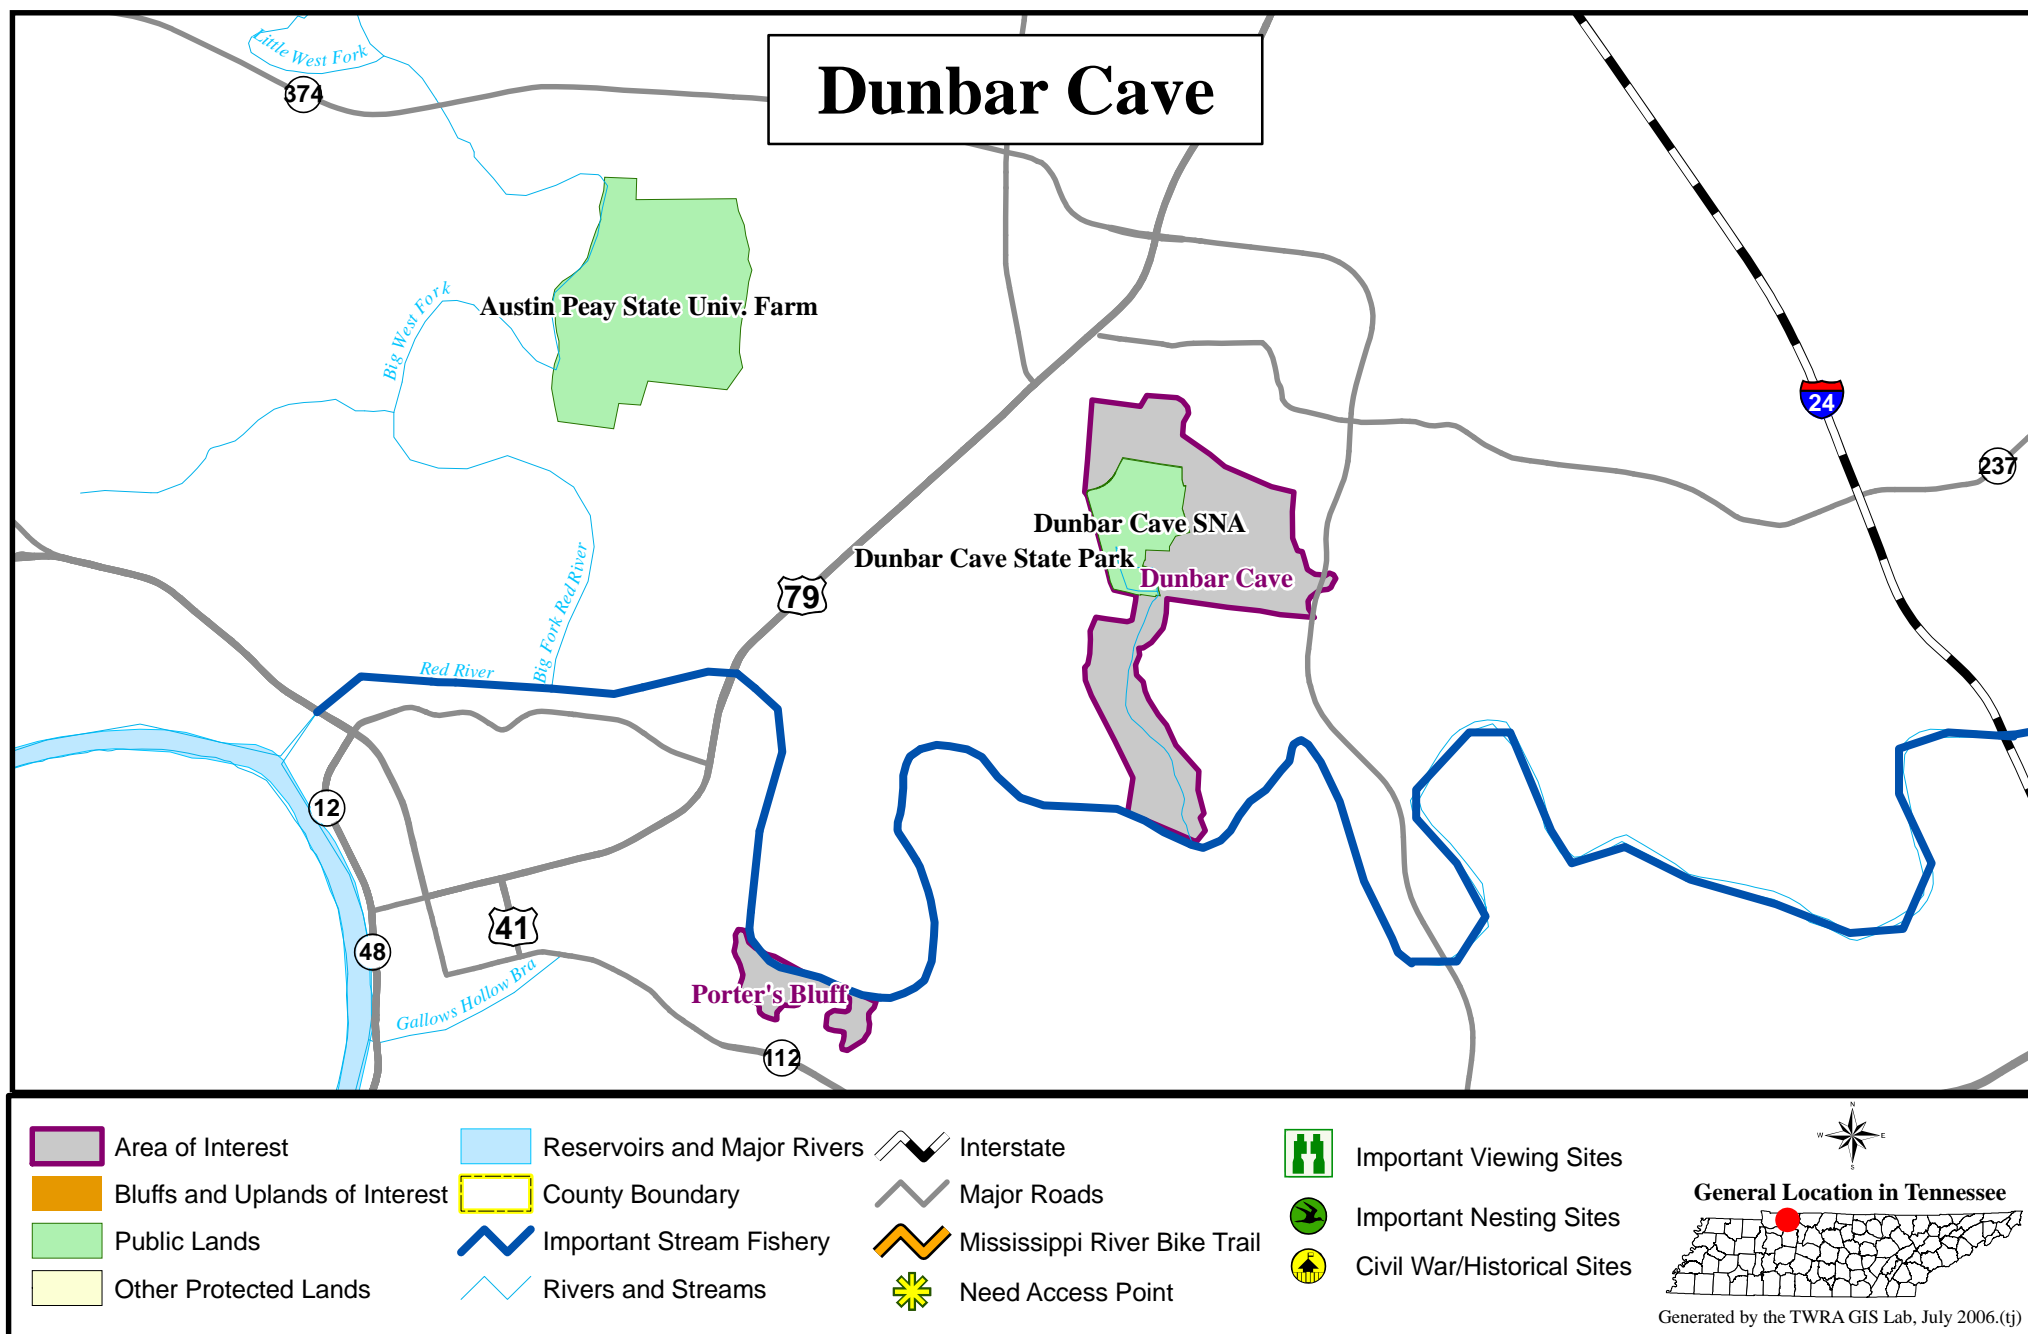 Dunbar Cave
Little West Fork
374
Austin Peay State Univ. Farm
Big West Fork
24
237
Dunbar Cave SNA
Dunbar Cave State Park
Dunbar Cave
79
Big Fork Red River
Red River
12
41
48
Gallows Hollow Bra
Porter's Bluff
112
Area of Interest
Bluffs and Uplands of Interest
Public Lands
Other Protected Lands
Reservoirs and Major Rivers
County Boundary
Important Stream Fishery
Rivers and Streams
Interstate
Major Roads
Mississippi River Bike Trail
Need Access Point
Important Viewing Sites
Important Nesting Sites
Civil War/Historical Sites
N
W E
S
General Location in Tennessee
Generated by the TWRA GIS Lab, July 2006.(tj)